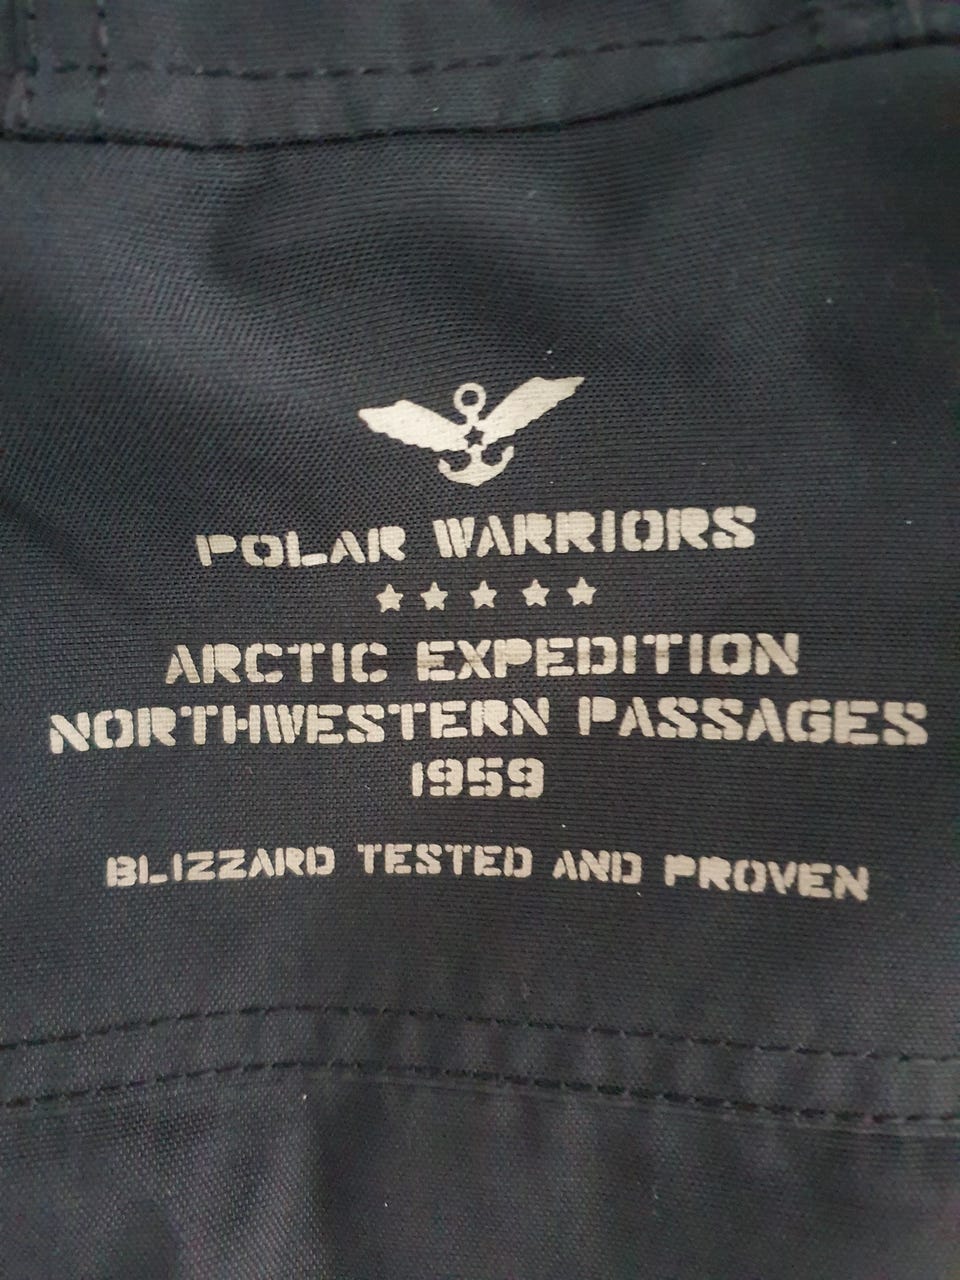 POLAR WARRIORS
ARCTIC EXPEDITION
NORTHWESTERN PASSAGES
1959
BLIZZARD TESTED AND PROVEN